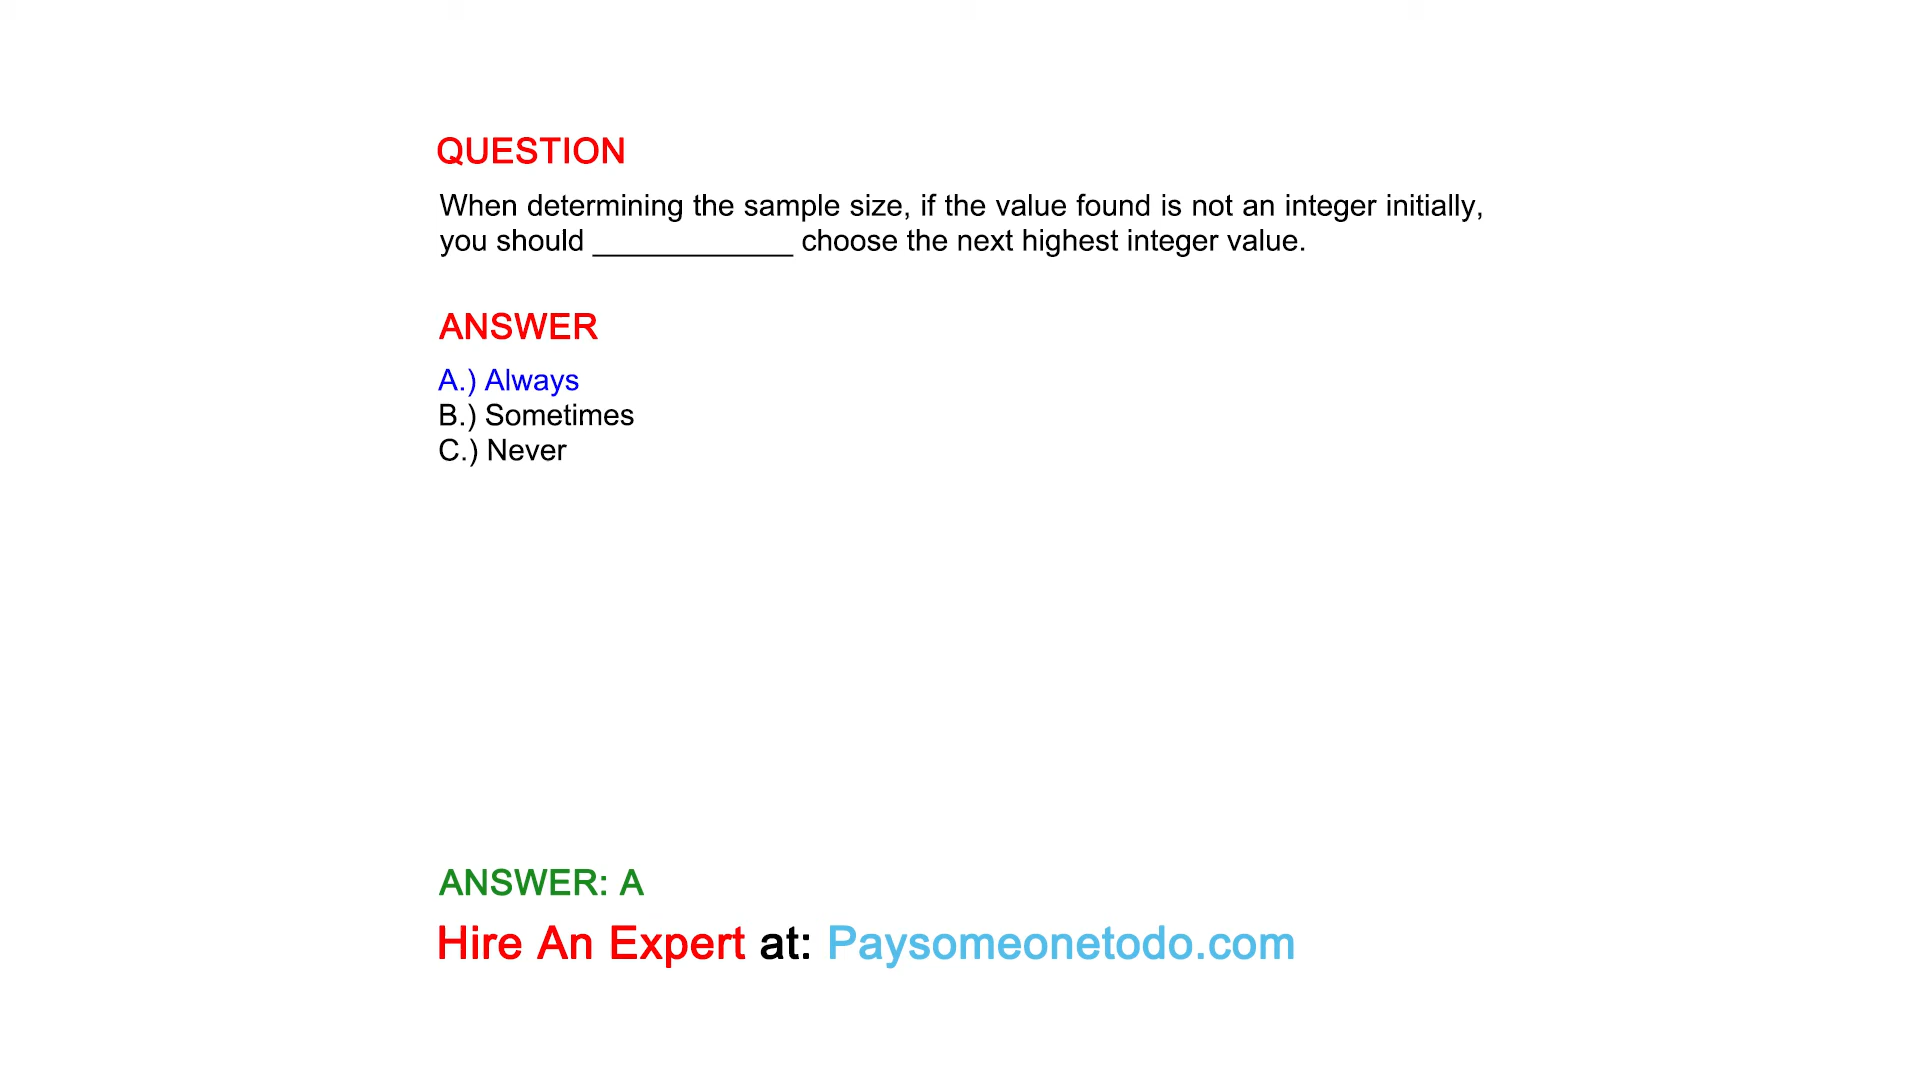 QUESTION
When determining the sample size, if the value found is not an integer initially,
you should ____________ choose the next highest integer value.
ANSWER
A.) Always
B.) Sometimes
C.) Never
ANSWER: A
Hire An Expert at: Paysomeonetodo.com